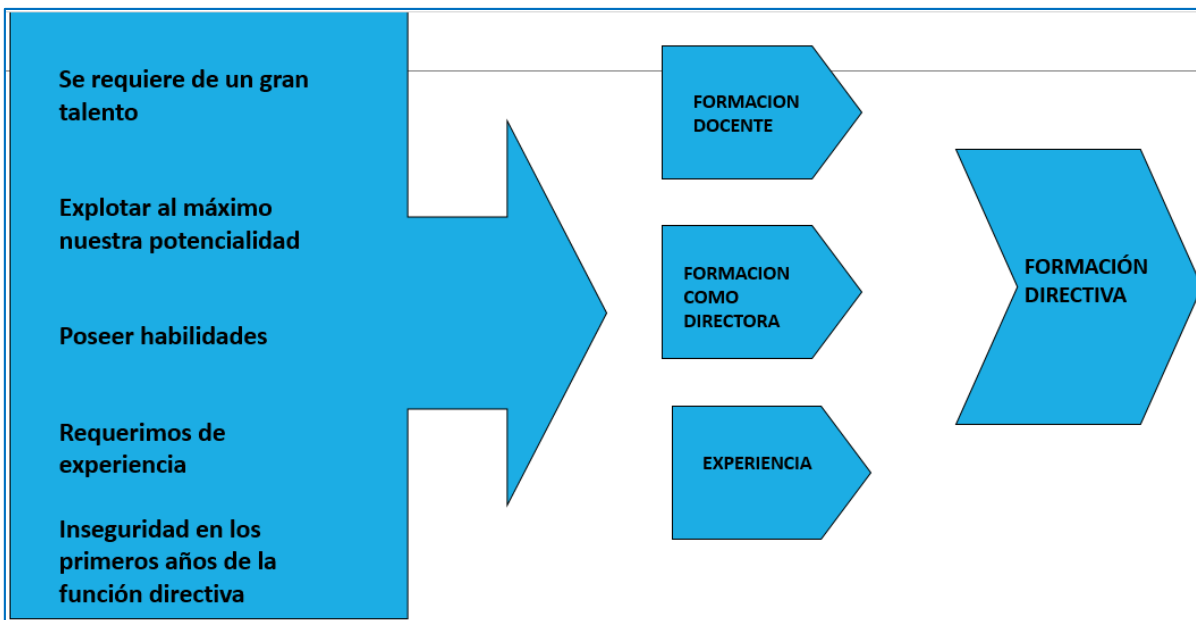 Se requiere de un gran
talento
Explotar al máximo
nuestra potencialidad
Poseer habilidades
Requerimos de
experiencia
Inseguridad en los
primeros años de la
función directiva
FORMACION
DOCENTE
FORMACION
COMO
DIRECTORA
EXPERIENCIA
FORMACIÓN
DIRECTIVA